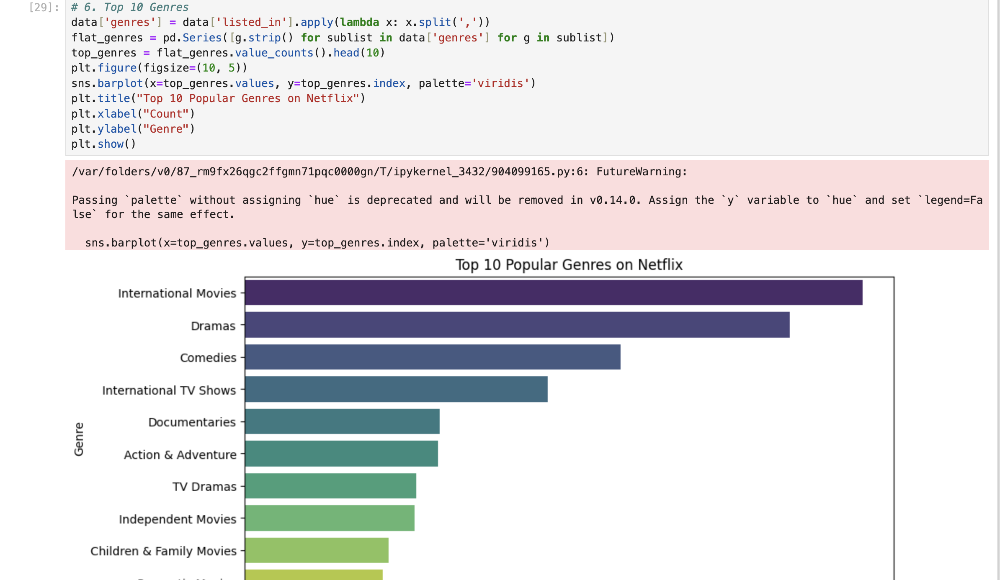 [29]:
# 6. Top 10 Genres
data['genres'] = data['listed_in'].apply(lambda x: x.split(','))
flat_genres = pd.Series([g.strip() for sublist in data['genres'] for g in sublist])
top_genres = flat_genres.value_counts().head(10)
plt.figure(figsize=(10, 5))
sns.barplot(x=top_genres.values, y=top_genres.index, palette='viridis')
plt.title("Top 10 Popular Genres on Netflix")
plt.xlabel("Count")
plt.ylabel("Genre")
plt.show()
/var/folders/v0/87_rm9fx26qgc2ffgmn71pqc0000gn/T/ipykernel_3432/904099165.py:6: FutureWarning:
Passing `palette` without assigning `hue` is deprecated and will be removed in v0.14.0. Assign the `y` variable to `hue` and set `legend=Fa
lse` for the same effect.
sns.barplot(x=top_genres.values, y=top_genres.index, palette='viridis')
Top 10 Popular Genres on Netflix
International Movies
Dramas
Comedies
International TV Shows
Documentaries
Genre
Action & Adventure
TV Dramas
Independent Movies
Children & Family Movies